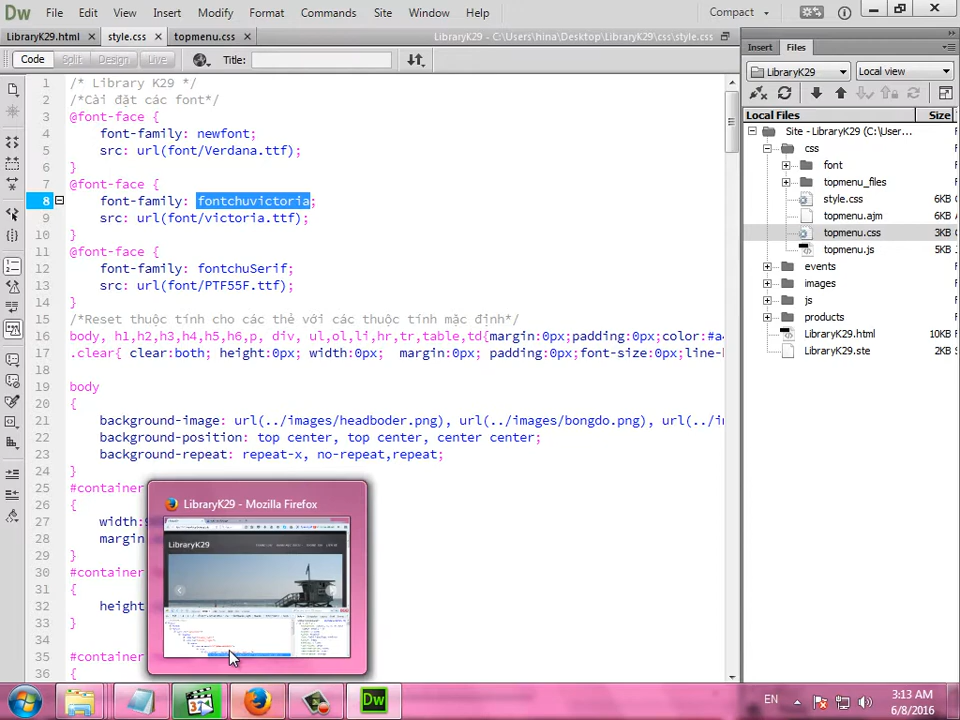 Dw File Edit View Insert Modify Format Commands Site Window Help Compact
LibraryK29.html × style.css × topmenu.css × LibraryK29 - C:\Users\hina\Desktop\LibraryK29\css\style.css
Code Split Design Live Title:
1 /* Library K29 */
2 /*Cài đặt các font*/
3 @font-face {
4 font-family: newfont;
5 src: url(font/Verdana.ttf);
6 }
7 @font-face {
8 font-family: fontchuvictoria;
9 src: url(font/victoria.ttf);
10 }
11 @font-face {
12 font-family: fontchuSerif;
13 src: url(font/PTF55F.ttf);
14 }
15 /*Reset thuộc tính cho các thẻ với các thuộc tính mặc định*/
16 body, h1,h2,h3,h4,h5,h6,p, div, ul,ol,li,hr,tr,table,td{margin:0px;padding:0px;color:#a4
17 .clear{ clear:both; height:0px; width:0px; margin:0px; padding:0px;font-size:0px;line-h
18
19 body
20 {
21 background-image: url(../images/headboder.png), url(../images/bongdo.png), url(../i
22 background-position: top center, top center, center center;
23 background-repeat: repeat-x, no-repeat,repeat;
24 }
25 #container
26 {
27 width:9
28 margin
29 }
30 #container
31 {
32 height
33 }
34
35 #container
36 {
LibraryK29 - Mozilla Firefox
LibraryK29
Insert Files
LibraryK29 Local view
Local Files Size
Site - LibraryK29 (C:\User...
css
font
topmenu_files
style.css 6KB
topmenu.ajm 6KB
topmenu.css 3KB
topmenu.js 5KB
events
images
js
products
LibraryK29.html 10KB
LibraryK29.ste 2KB
Dw
EN
3:13 AM
6/8/2016